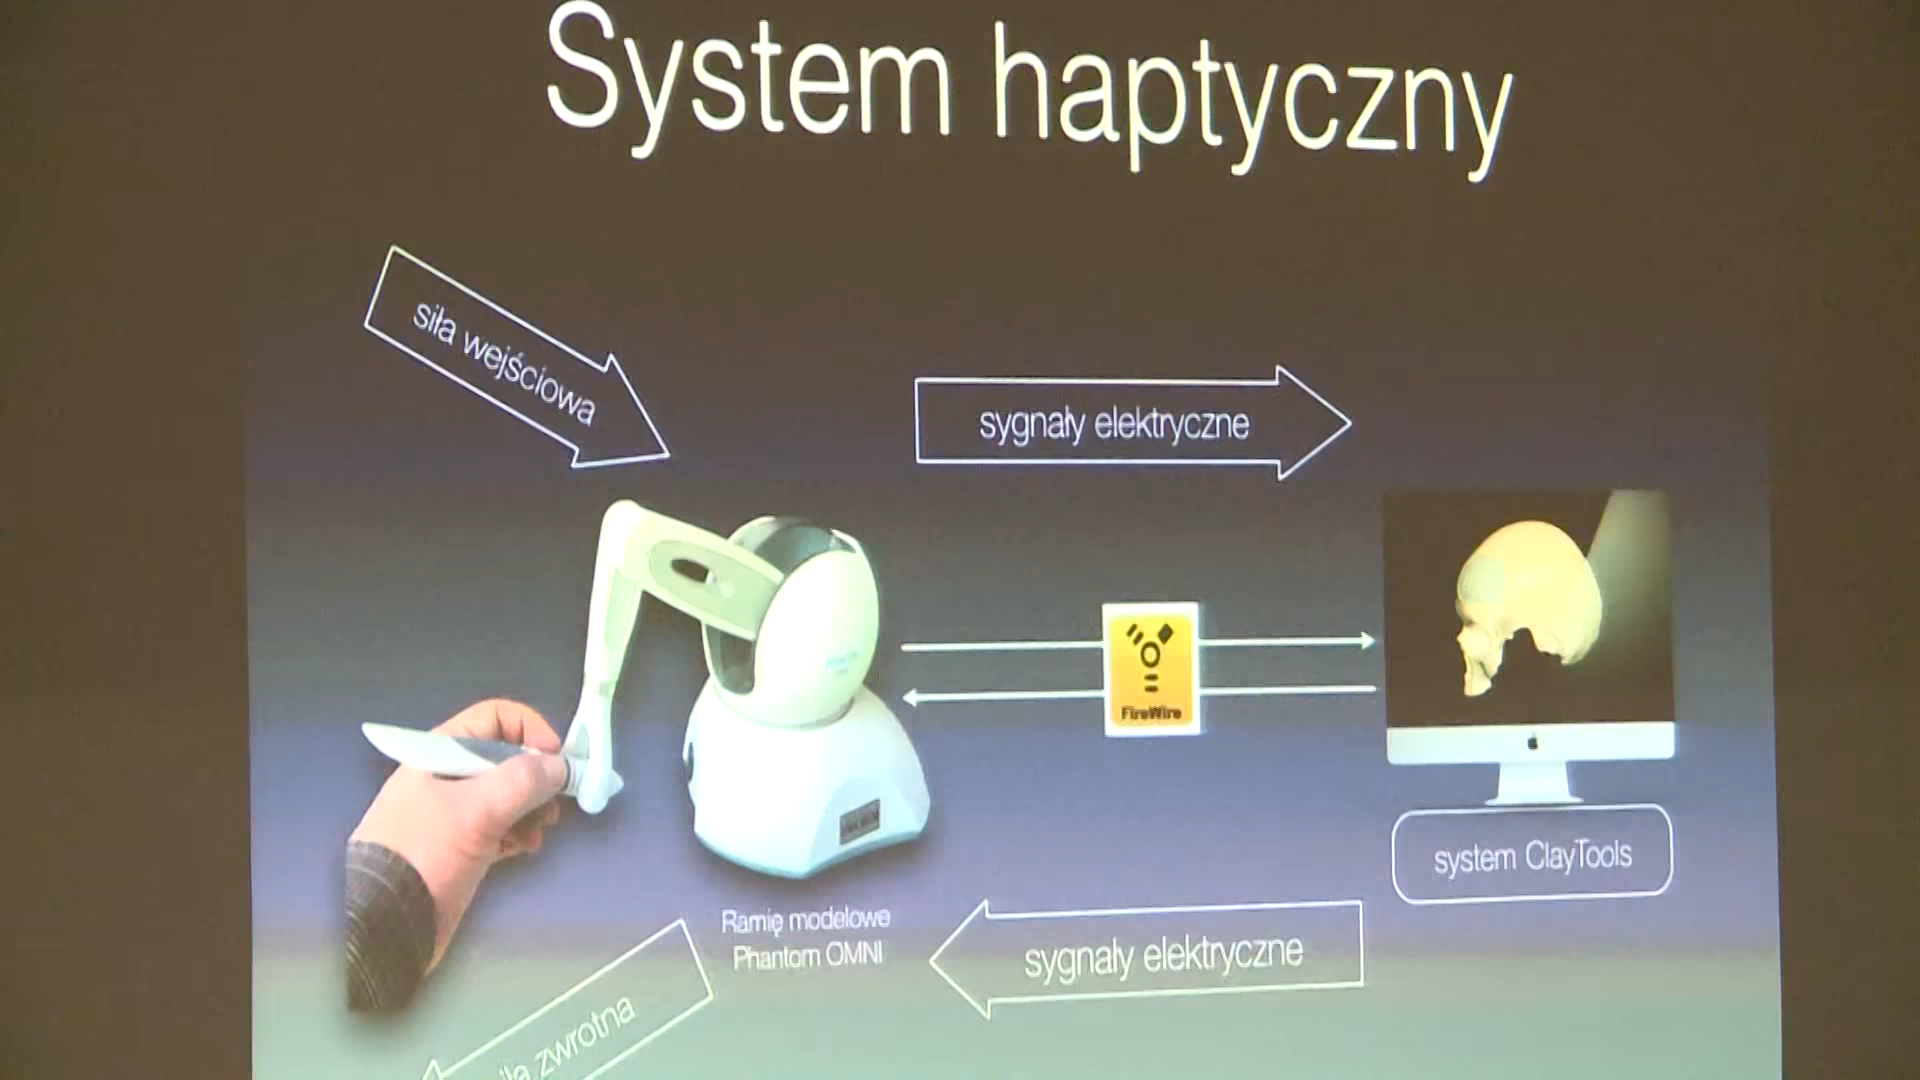 System haptyczny
siła wejściowa
sygnały elektryczne
FireWire
system ClayTools
Ramię modelowe
Phantom OMNI
sygnały elektryczne
zwrotna